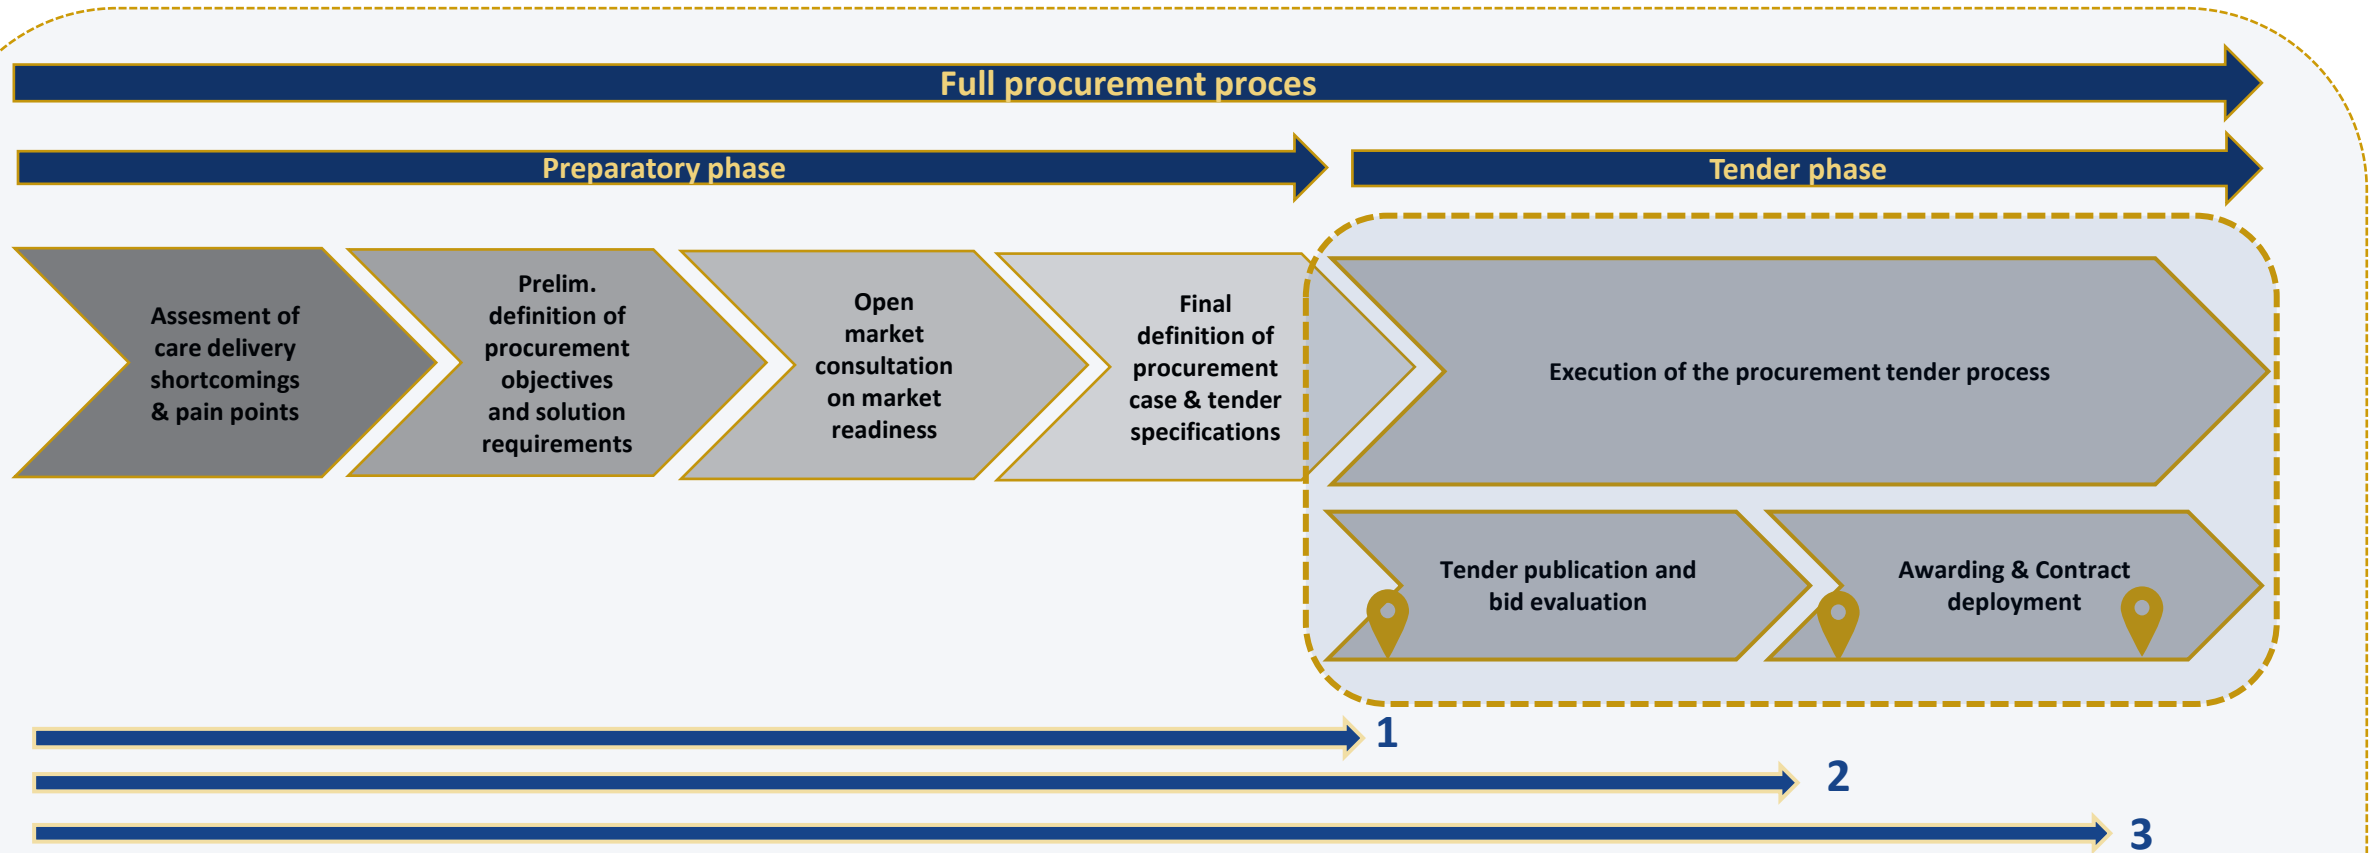 Full procurement proces
Preparatory phase
Tender phase
Assesment of
care delivery
shortcomings
& pain points
Prelim.
definition of
procurement
objectives
and solution
requirements
Open
market
consultation
on market
readiness
Final
definition of
procurement
case & tender
specifications
Execution of the procurement tender process
Tender publication and
bid evaluation
Awarding & Contract
deployment
1
2
3